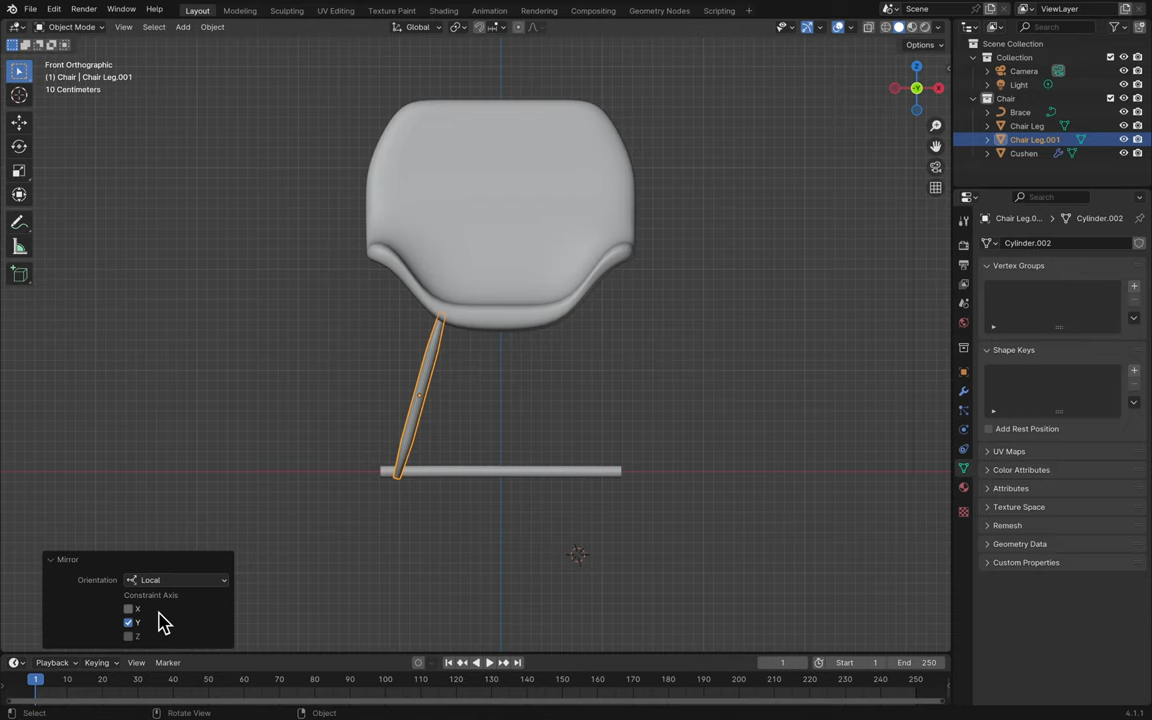 File Edit Render Window Help Layout Modeling Sculpting UV Editing Texture Paint Shading Animation Rendering Compositing Geometry Nodes Scripting Scene ViewLayer
Object Mode View Select Add Object Global Search
Options
Front Orthographic
(1) Chair | Chair Leg.001
10 Centimeters
Z
X
-Y
Scene Collection
Collection
Camera
Light
Chair
Brace
Chair Leg
Chair Leg.001
Cushen
Search
Chair Leg.0... Cylinder.002
Cylinder.002
Vertex Groups
Shape Keys
Add Rest Position
UV Maps
Color Attributes
Attributes
Texture Space
Remesh
Geometry Data
Custom Properties
Mirror
Orientation Local
Constraint Axis
X
Y
Z
Playback Keying View Marker 1 Start 1 End 250
1 10 20 30 40 50 60 70 80 90 100 110 120 130 140 150 160 170 180 190 200 210 220 230 240 250
Select Rotate View Object 4.1.1